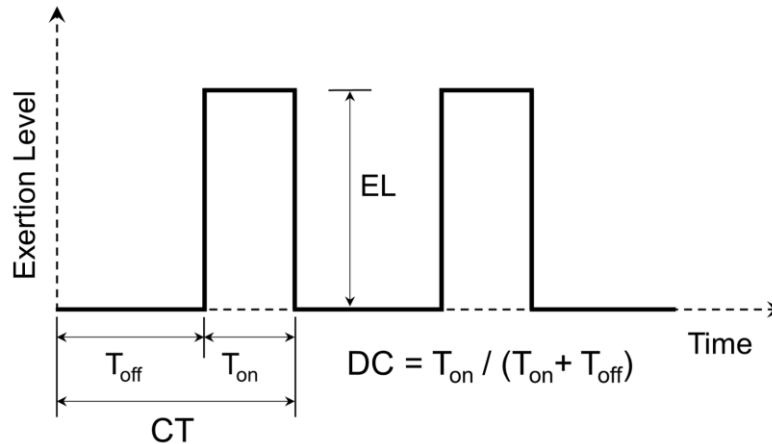 Exertion Level
EL
Time
T_off
T_on
DC = T_on / (T_on + T_off)
CT